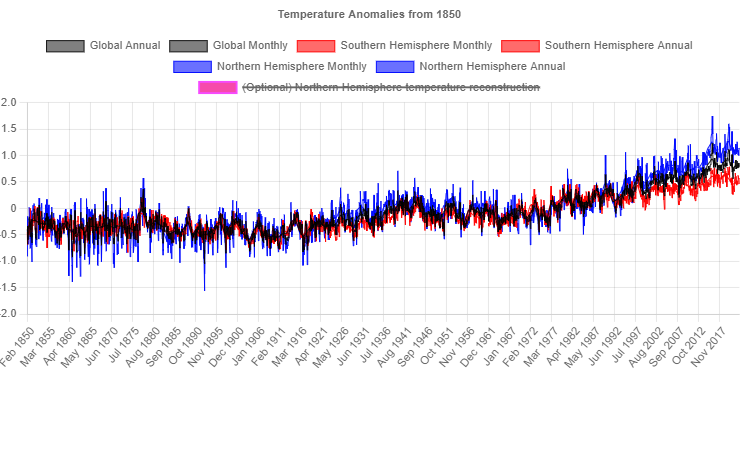 Temperature Anomalies from 1850
Global Annual Global Monthly Southern Hemisphere Monthly Southern Hemisphere Annual
Northern Hemisphere Monthly Northern Hemisphere Annual
(Optional) Northern Hemisphere temperature reconstruction
2.0
1.5
1.0
0.5
0
-0.5
-1.0
-1.5
-2.0
Feb 1850 Mar 1855 Apr 1860 May 1865 Jun 1870 Jul 1875 Aug 1880 Sep 1885 Oct 1890 Nov 1895 Dec 1900 Jan 1906 Feb 1911 Mar 1916 Apr 1921 May 1926 Jun 1931 Jul 1936 Aug 1941 Sep 1946 Oct 1951 Nov 1956 Dec 1961 Jan 1967 Feb 1972 Mar 1977 Apr 1982 May 1987 Jun 1992 Jul 1997 Aug 2002 Sep 2007 Oct 2012 Nov 2017